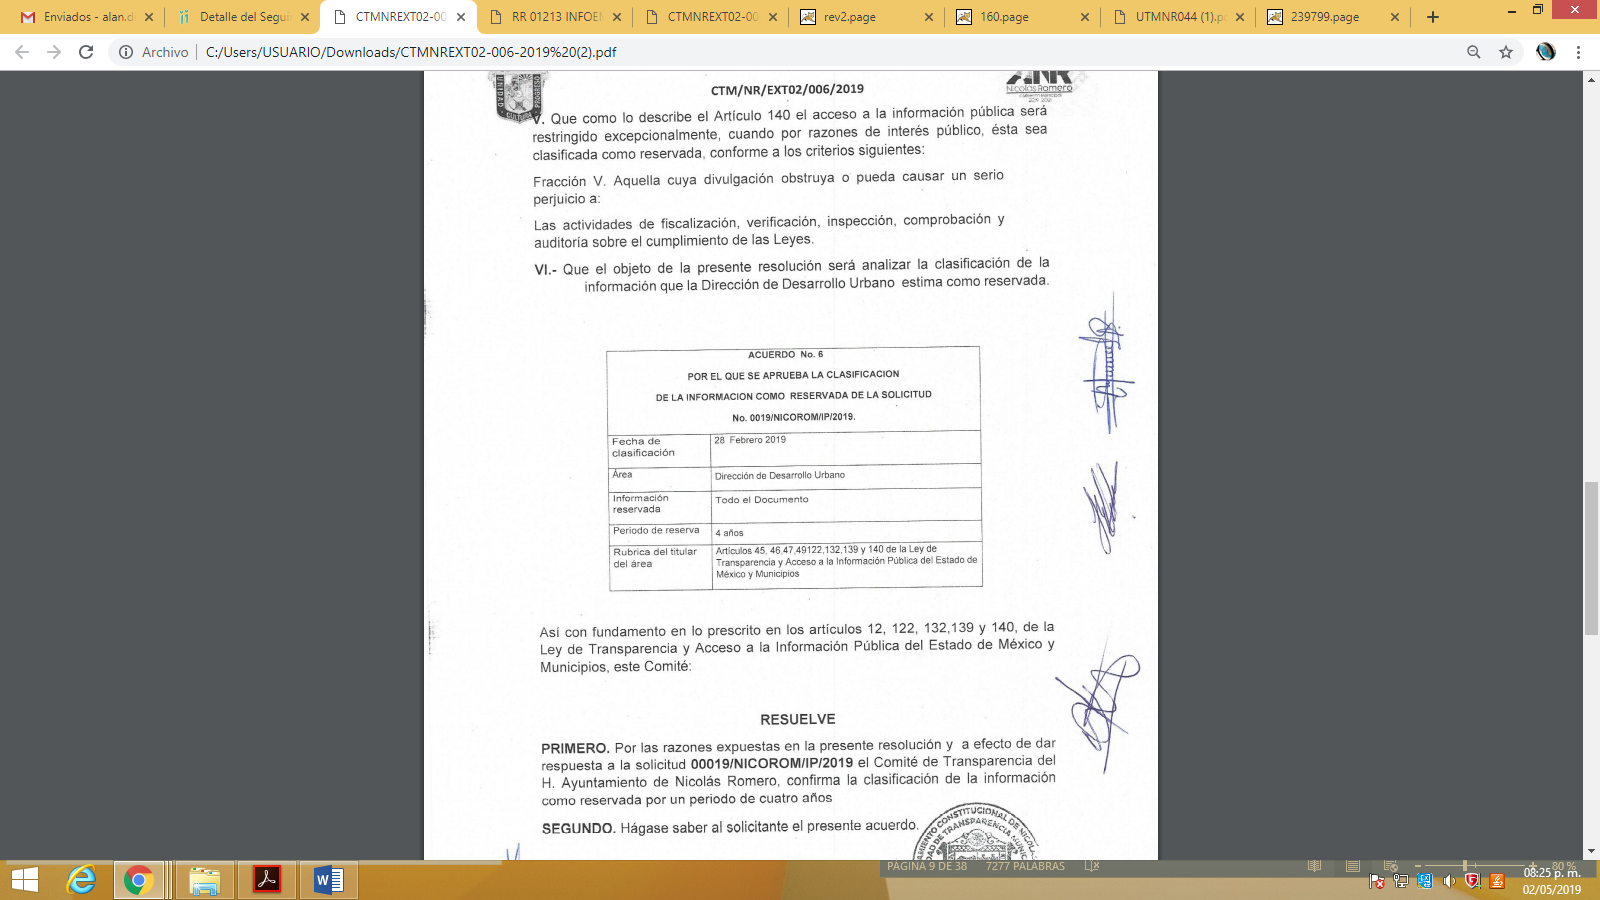 Enviados - alan.d
Detalle del Segui
CTMNREXT02-00
RR 01213 INFOEM
CTMNREXT02-00
rev2.page
160.page
UTMNR044 (1).p
239799.page
Archivo
C:/Users/USUARIO/Downloads/CTMNREXT02-006-2019%20(2).pdf
UNIDAD
PROGRESO
CULTURA
ANR
Nicolás Romero
CTM/NR/EXT02/006/2019
V. Que como lo describe el Artículo 140 el acceso a la información pública será
restringido excepcionalmente, cuando por razones de interés público, ésta sea
clasificada como reservada, conforme a los criterios siguientes:
Fracción V. Aquella cuya divulgación obstruya o pueda causar un serio
perjuicio a:
Las actividades de fiscalización, verificación, inspección, comprobación y
auditoría sobre el cumplimiento de las Leyes.
VI.- Que el objeto de la presente resolución será analizar la clasificación de la
información que la Dirección de Desarrollo Urbano estima como reservada.
ACUERDO No. 6
POR EL QUE SE APRUEBA LA CLASIFICACION
DE LA INFORMACION COMO RESERVADA DE LA SOLICITUD
No. 0019/NICOROM/IP/2019.
Fecha de
clasificación
28 Febrero 2019
Área
Dirección de Desarrollo Urbano
Información
reservada
Todo el Documento
Periodo de reserva
4 años
Rubrica del titular
del área
Artículos 45, 46,47,49122,132,139 y 140 de la Ley de
Transparencia y Acceso a la Información Pública del Estado de
México y Municipios
Así con fundamento en lo prescrito en los artículos 12, 122, 132,139 y 140, de la
Ley de Transparencia y Acceso a la Información Pública del Estado de México y
Municipios, este Comité:
RESUELVE
PRIMERO. Por las razones expuestas en la presente resolución y a efecto de dar
respuesta a la solicitud 00019/NICOROM/IP/2019 el Comité de Transparencia del
H. Ayuntamiento de Nicolás Romero, confirma la clasificación de la información
como reservada por un periodo de cuatro años
SEGUNDO. Hágase saber al solicitante el presente acuerdo.
PÁGINA 9 DE 38
7277 PALABRAS
80 %
08:25 p. m.
02/05/2019